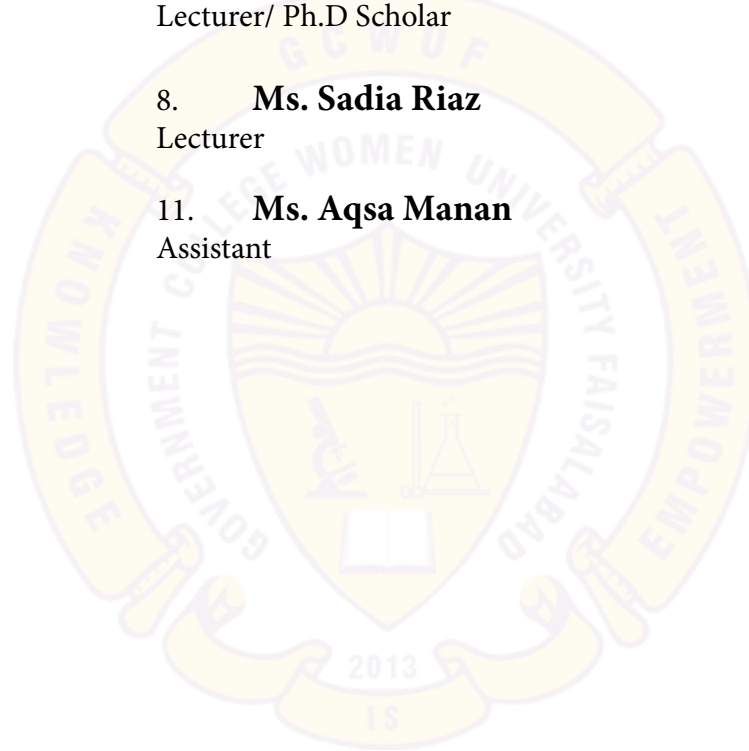 Lecturer/ Ph.D Scholar
8. Ms. Sadia Riaz
Lecturer
11. Ms. Aqsa Manan
Assistant
GCWUF
GOVERNMENT COLLEGE WOMEN UNIVERSITY FAISALABAD
KNOWLEDGE
EMPOWERMENT
2013
IS